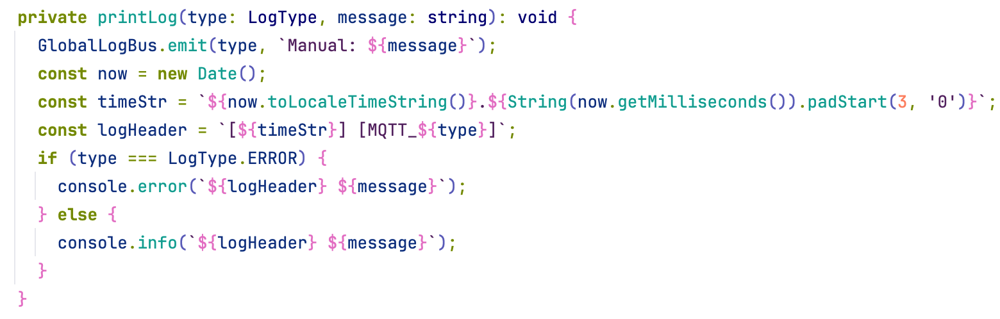 private printLog(type: LogType, message: string): void {
  GlobalLogBus.emit(type, `Manual: ${message}`);
  const now = new Date();
  const timeStr = `${now.toLocaleTimeString()}.${String(now.getMilliseconds()).padStart(3, '0')}`;
  const logHeader = `[${timeStr}] [MQTT_${type}]`;
  if (type === LogType.ERROR) {
    console.error(`${logHeader} ${message}`);
  } else {
    console.info(`${logHeader} ${message}`);
  }
}